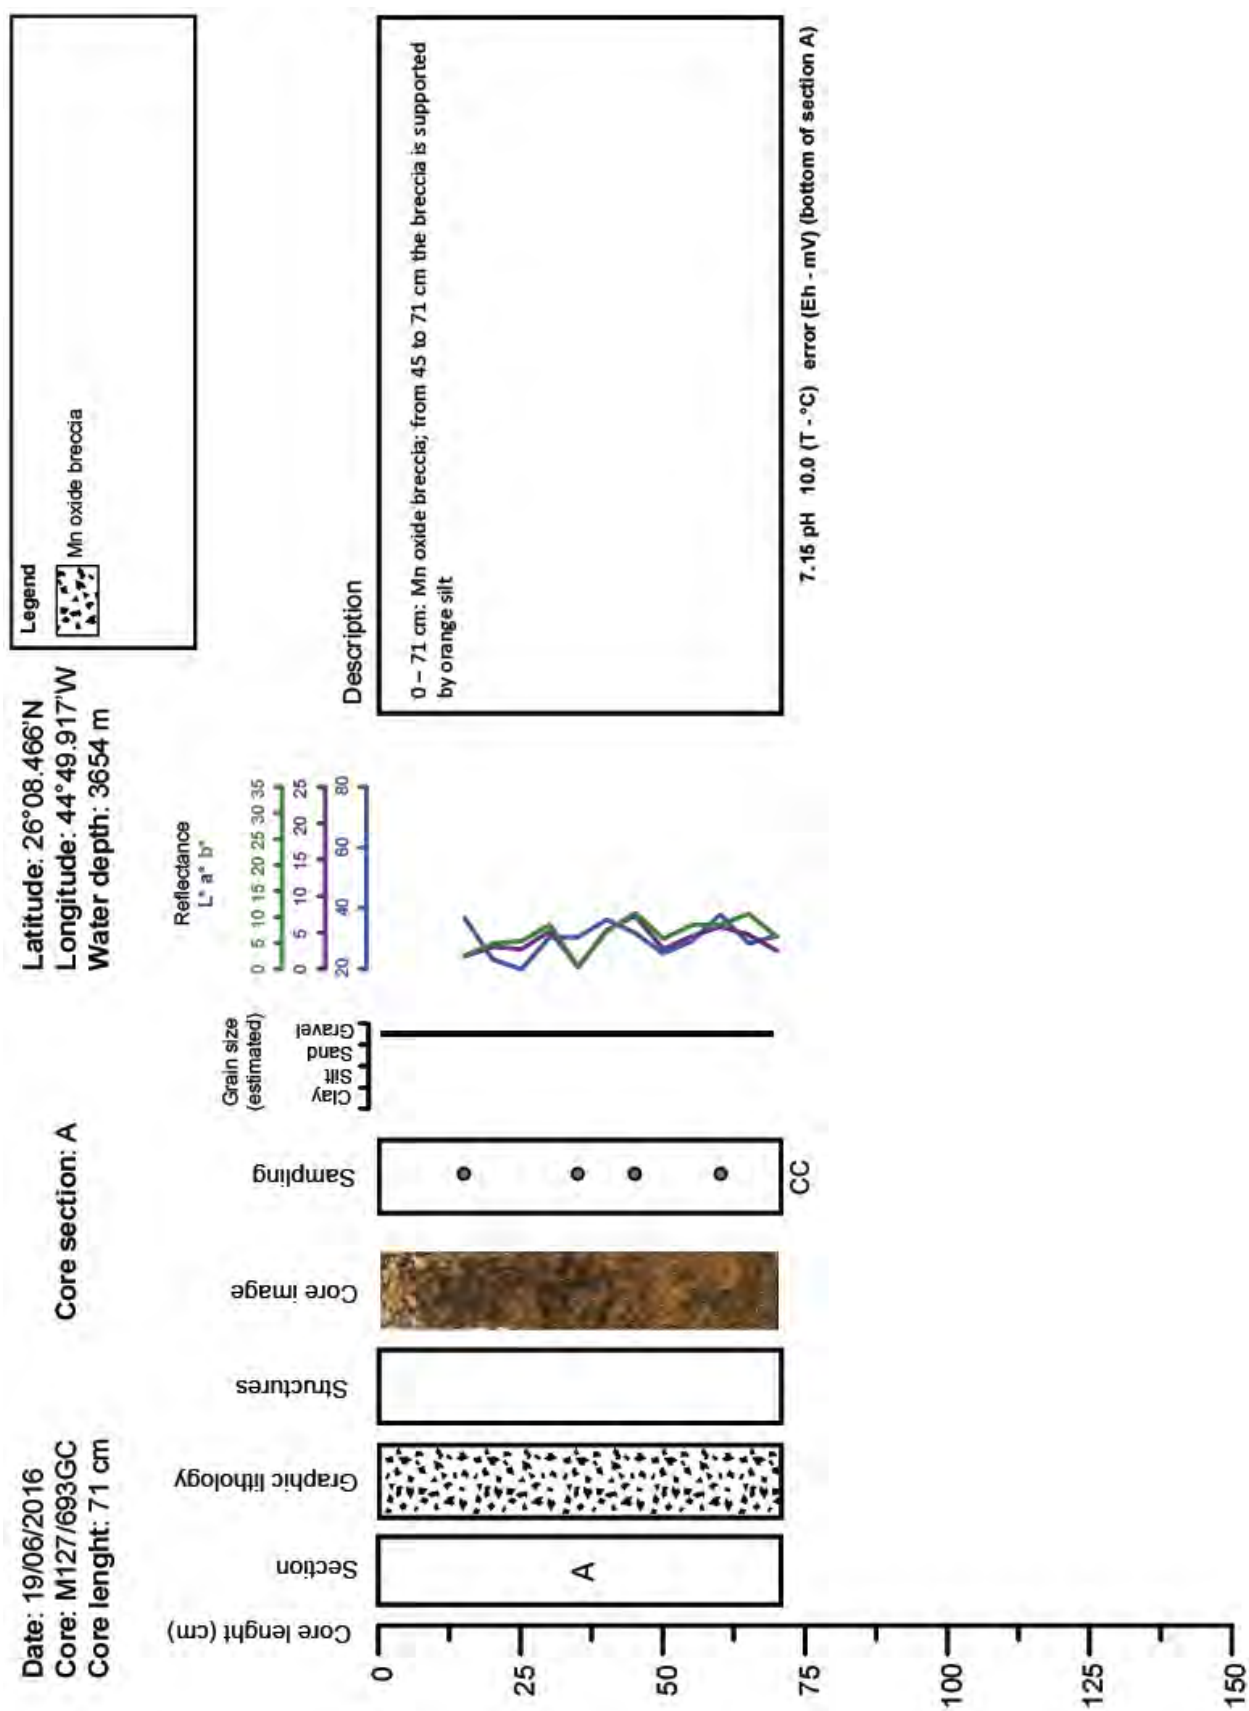 Date: 19/06/2016
Core: M127/693GC
Core lenght: 71 cm
Core section: A
Latitude: 26°08.466'N
Longitude: 44°49.917'W
Water depth: 3654 m
Legend
Mn oxide breccia
Core lenght (cm)
Section
Graphic lithology
Structures
Core image
Sampling
Grain size
(estimated)
Clay
Silt
Sand
Gravel
Reflectance
L* a* b*
0 5 10 15 20 25 30 35
0 5 10 15 20 25
20 40 60 80
Description
0
25
50
75
100
125
150
A
CC
0 – 71 cm: Mn oxide breccia; from 45 to 71 cm the breccia is supported
by orange silt
7.15 pH 10.0 (T - °C) error (Eh - mV) (bottom of section A)